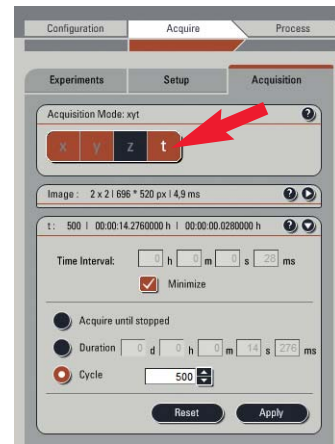 Configuration Acquire Process
Experiments Setup Acquisition
Acquisition Mode: xyt
x y z t
Image : 2 x 2 | 696 * 520 px | 4,9 ms
t : 500 | 00:00:14.2760000 h | 00:00:00.0280000 h
Time Interval: 0 h 0 m 0 s 28 ms
Minimize
Acquire until stopped
Duration 0 d 0 h 0 m 14 s 276 ms
Cycle 500
Reset Apply